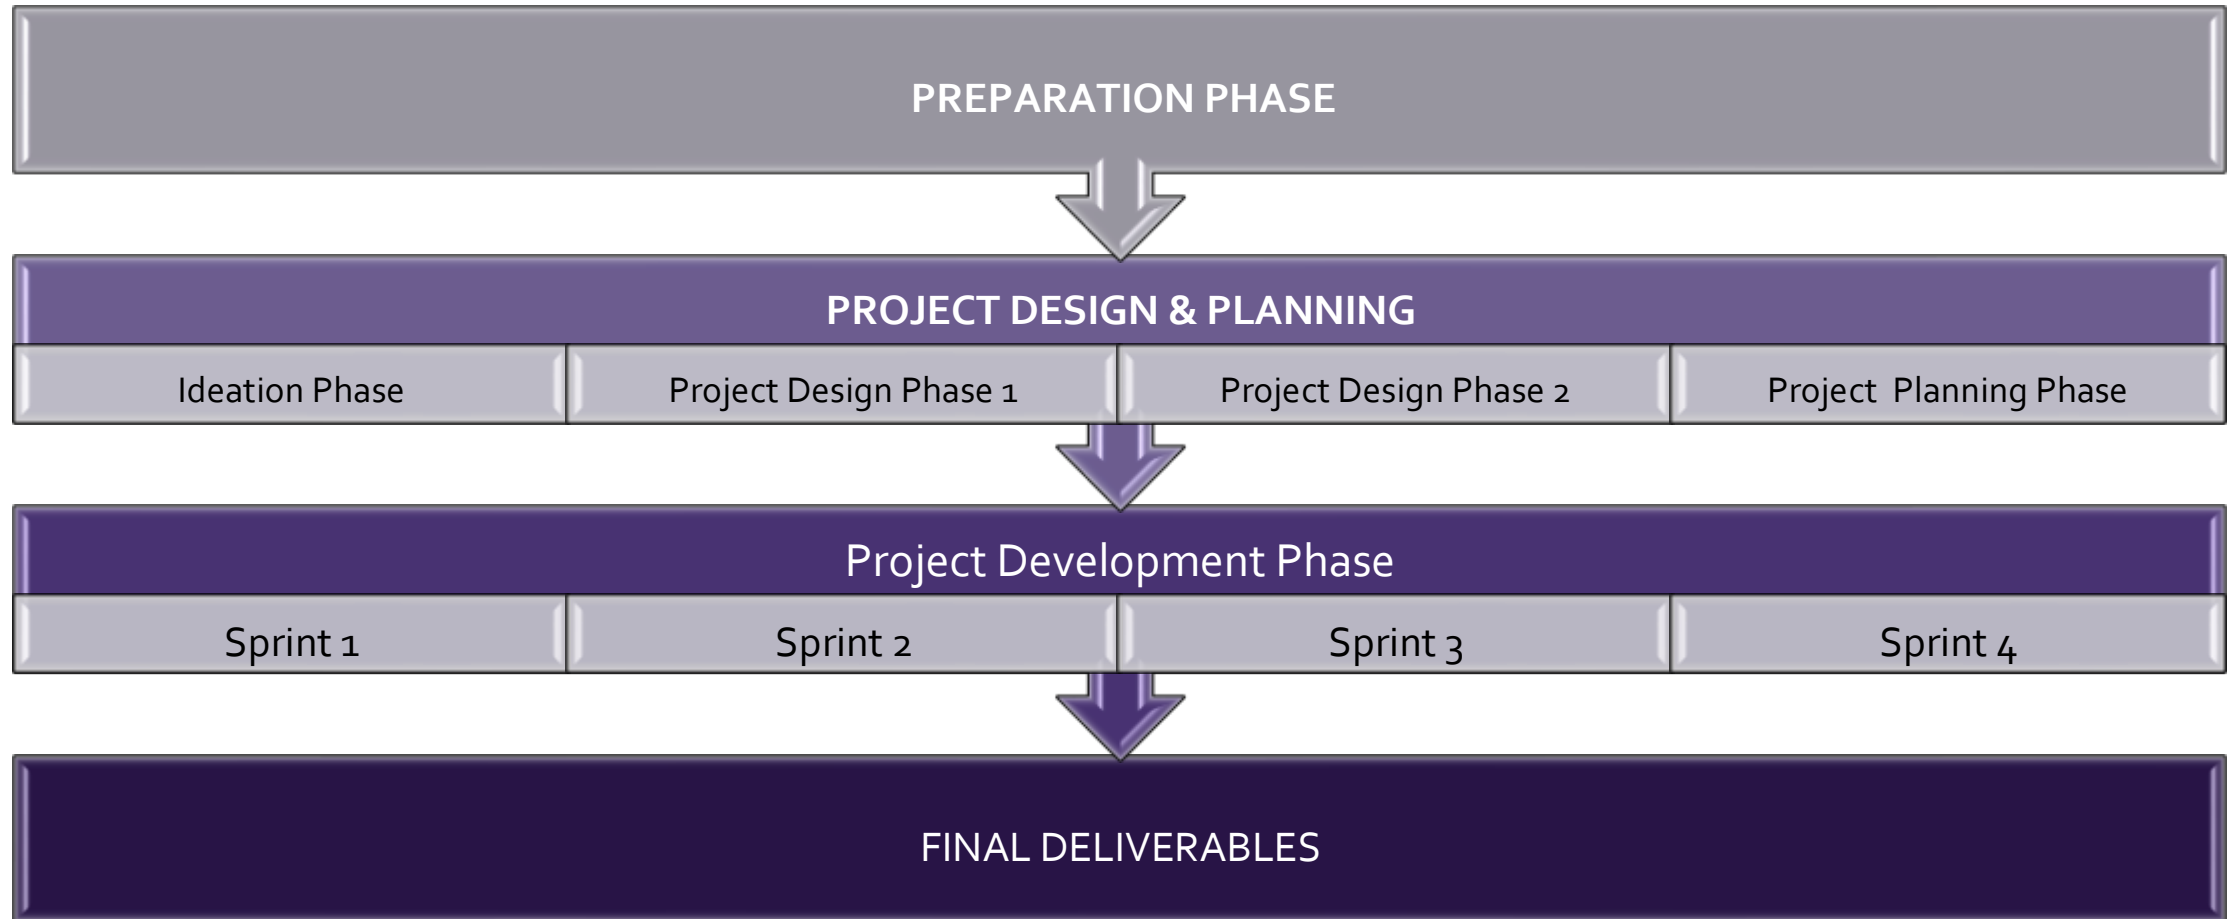 PREPARATION PHASE
PROJECT DESIGN & PLANNING
Ideation Phase
Project Design Phase 1
Project Design Phase 2
Project Planning Phase
Project Development Phase
Sprint 1
Sprint 2
Sprint 3
Sprint 4
FINAL DELIVERABLES